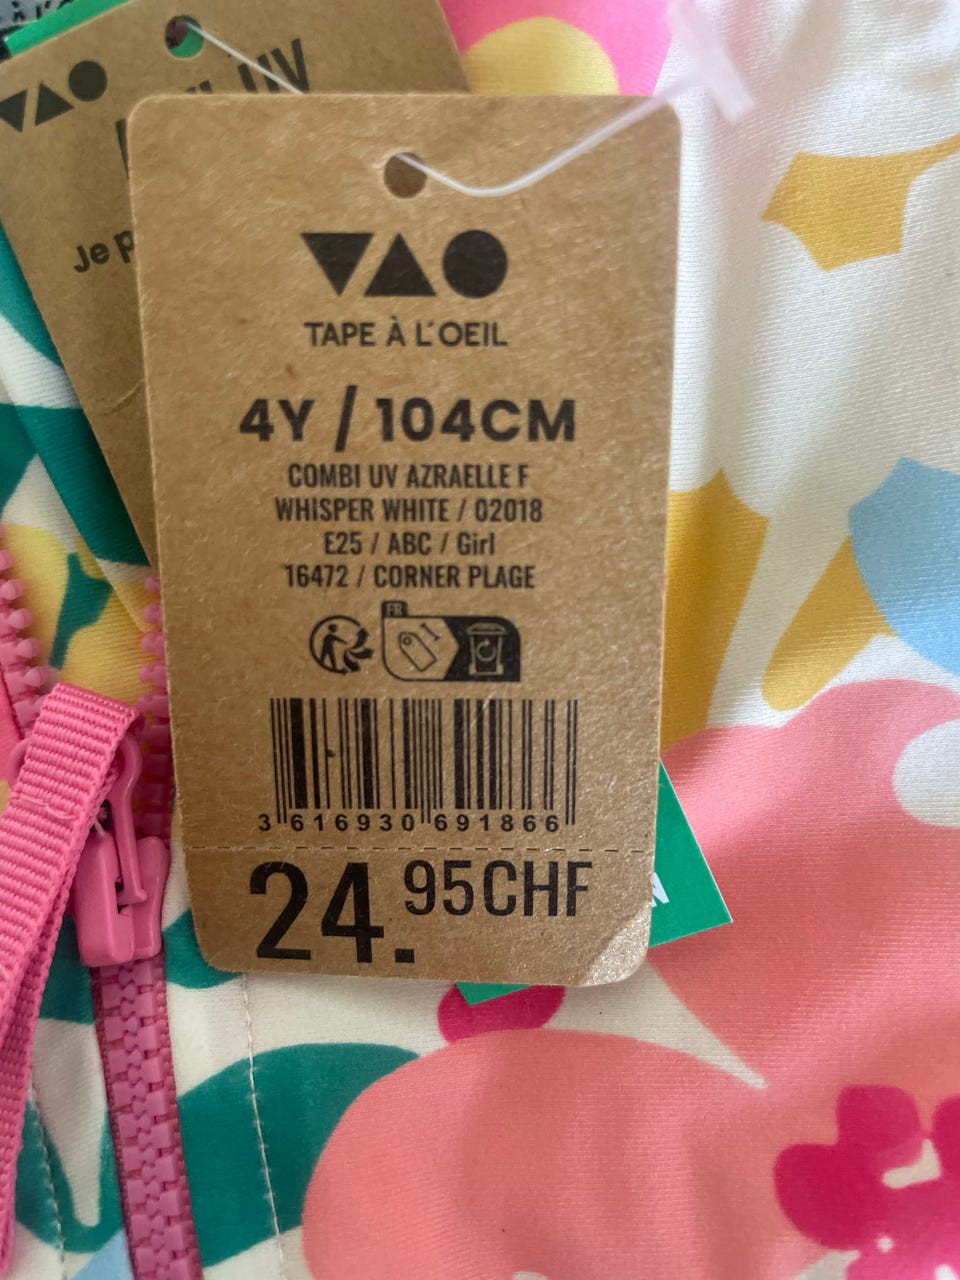 TAPE À L'OEIL
4Y / 104CM
COMBI UV AZRAELLE F
WHISPER WHITE / 02018
E25 / ABC / Girl
16472 / CORNER PLAGE
FR
3 616930 691866
24.95CHF
UV
Je